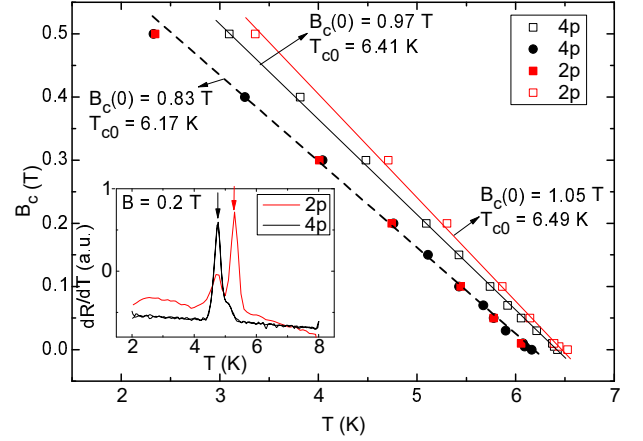 B_c(0) = 0.97 T
T_c0 = 6.41 K
4p
4p
2p
2p
B_c(0) = 0.83 T
T_c0 = 6.17 K
B_c(0) = 1.05 T
T_c0 = 6.49 K
0.5
0.4
0.3
0.2
0.1
0.0
B_c (T)
2 3 4 5 6 7
T (K)
B = 0.2 T
2p
4p
1
0
dR/dT (a.u.)
2 4 6 8
T (K)